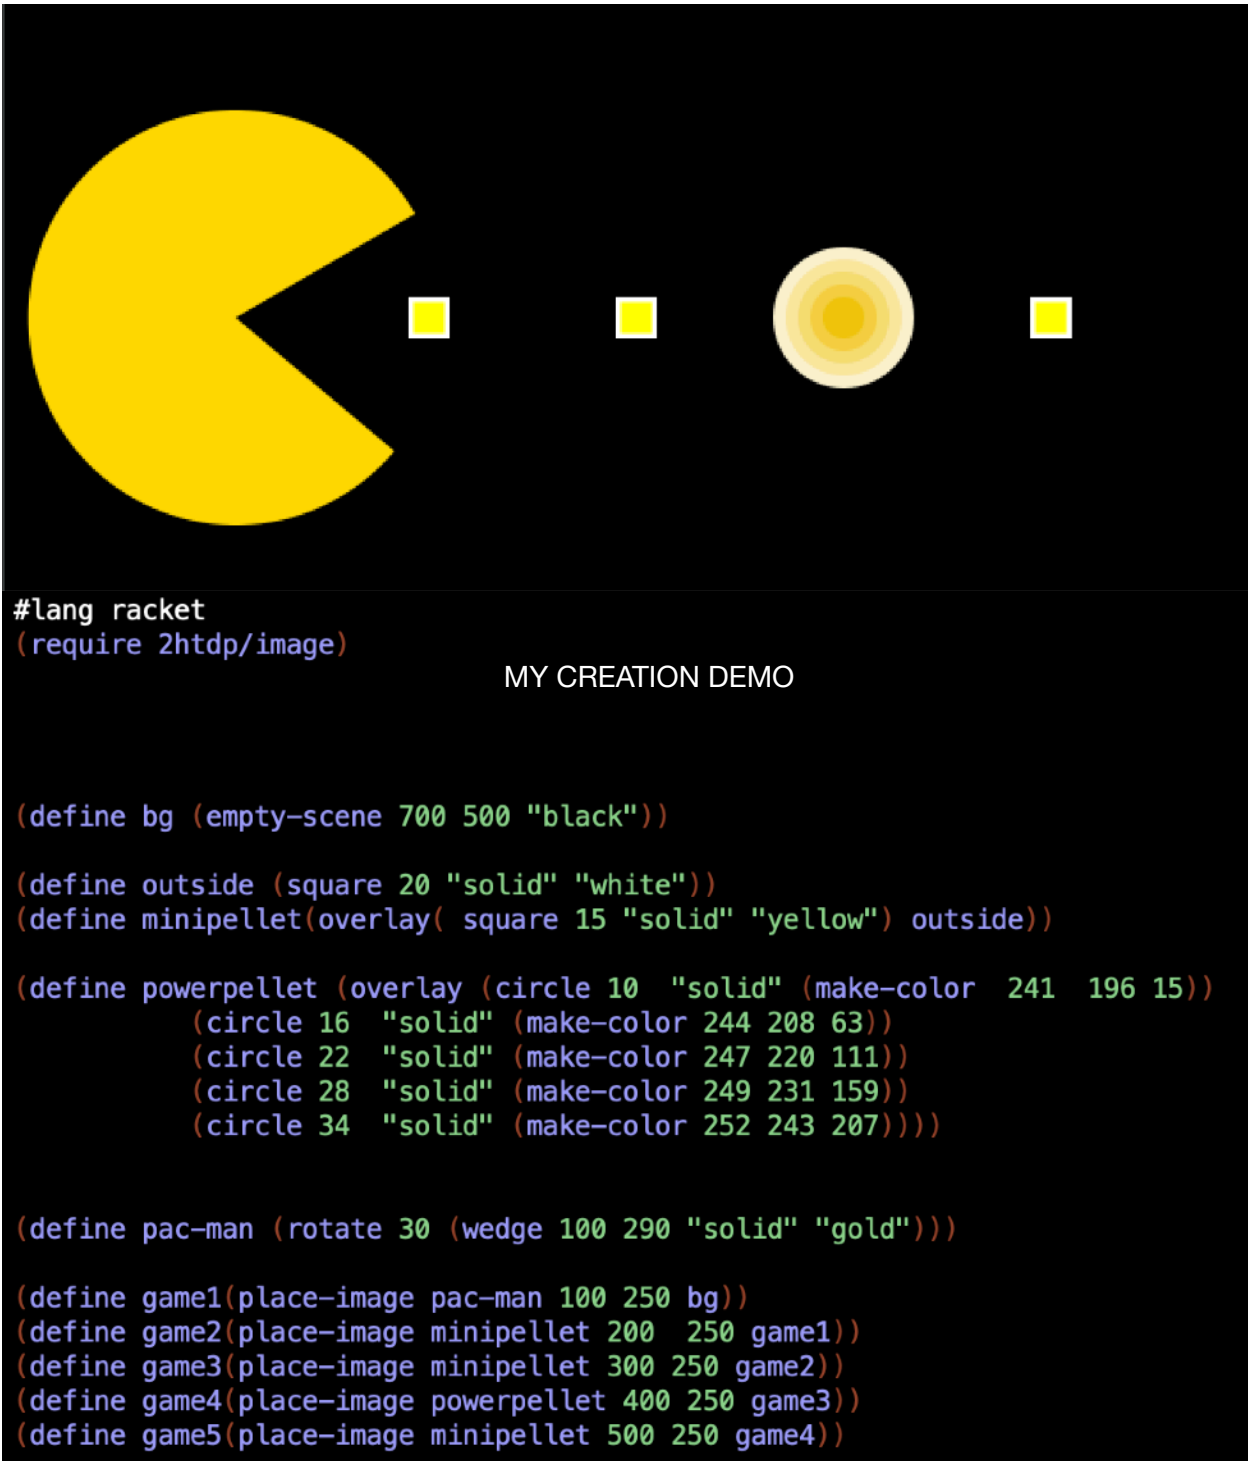 #lang racket
(require 2htdp/image)
MY CREATION DEMO
(define bg (empty-scene 700 500 "black"))
(define outside (square 20 "solid" "white"))
(define minipellet(overlay( square 15 "solid" "yellow") outside))
(define powerpellet (overlay (circle 10  "solid" (make-color  241  196 15))
           (circle 16  "solid" (make-color 244 208 63))
           (circle 22  "solid" (make-color 247 220 111))
           (circle 28  "solid" (make-color 249 231 159))
           (circle 34  "solid" (make-color 252 243 207))))
(define pac-man (rotate 30 (wedge 100 290 "solid" "gold")))
(define game1(place-image pac-man 100 250 bg))
(define game2(place-image minipellet 200  250 game1))
(define game3(place-image minipellet 300 250 game2))
(define game4(place-image powerpellet 400 250 game3))
(define game5(place-image minipellet 500 250 game4))